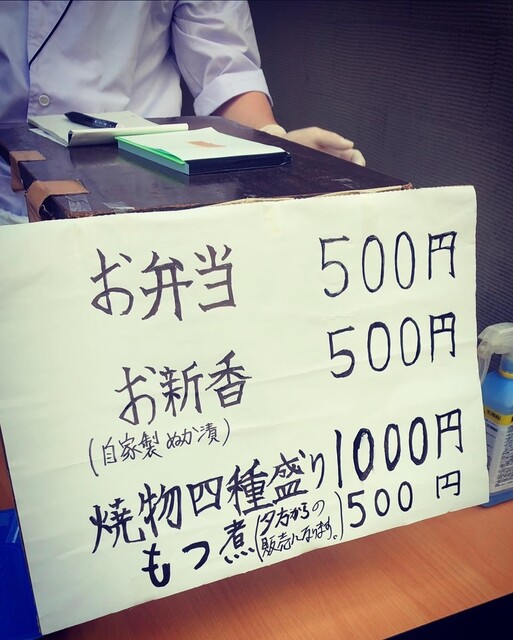 お弁当 500円
お新香 500円
(自家製 ぬか漬)
焼物四種盛り 1000円
もつ煮 (夕方からの販売になります。) 500円